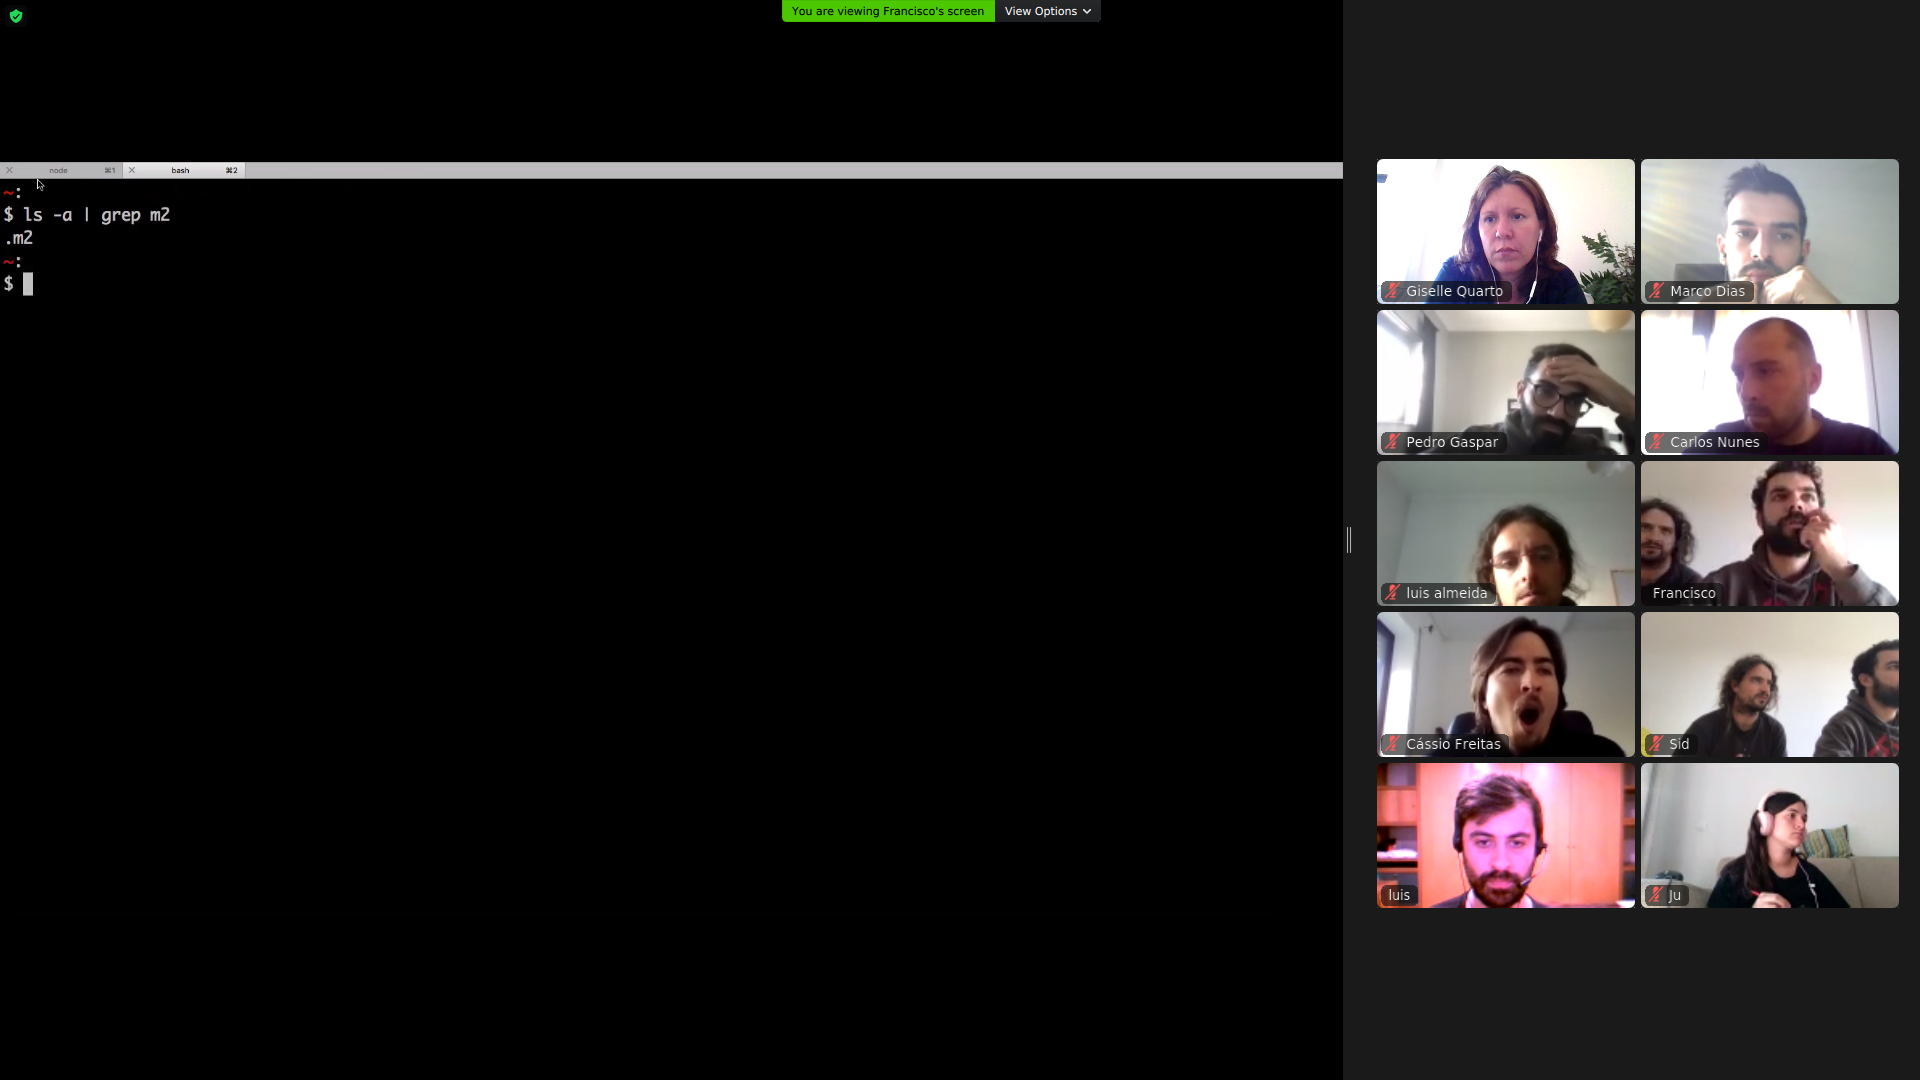 You are viewing Francisco's screen View Options
node ⌘1 bash ⌘2
~:
$ ls -a | grep m2
.m2
~:
$
Giselle Quarto
Marco Dias
Pedro Gaspar
Carlos Nunes
luis almeida
Francisco
Cássio Freitas
Sid
luis
Ju